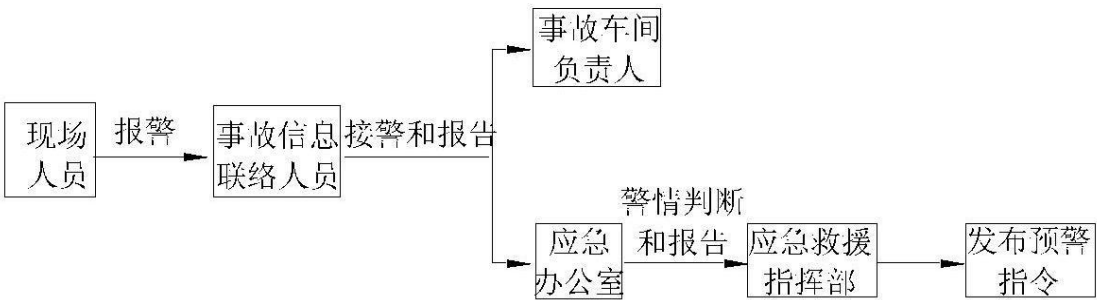 现场
人员
报警
事故信息
联络人员
接警和报告
事故车间
负责人
应急
办公室
警情判断
和报告
应急救援
指挥部
发布预警
指令